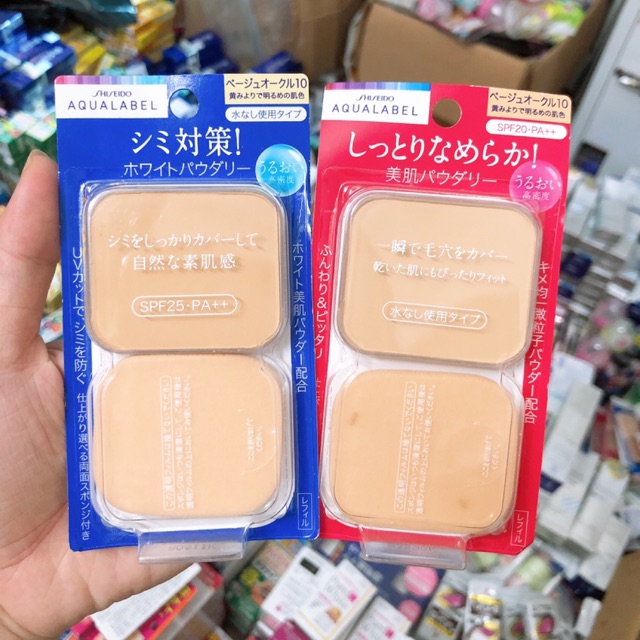 SHISEIDO
AQUALABEL
ベージュオークル10
黄みよりで明るめの肌色
水なし使用タイプ
シミ対策!
ホワイトパウダリー
うるおい
高密度
シミをしっかりカバーして
自然な素肌感
SPF25・PA++
UVカットで シミを防ぐ 仕上がり選べる両面スポンジ付き
ホワイト美肌パウダー配合
レフィル
SHISEIDO
AQUALABEL
ベージュオークル10
黄みよりで明るめの肌色
SPF20・PA++
しっとりなめらか!
美肌パウダリー
うるおい
高密度
一瞬で毛穴をカバー
乾いた肌にもぴったりフィット
水なし使用タイプ
ふんわり&ピッタリ
キメ均一微粒子パウダー配合
レフィル